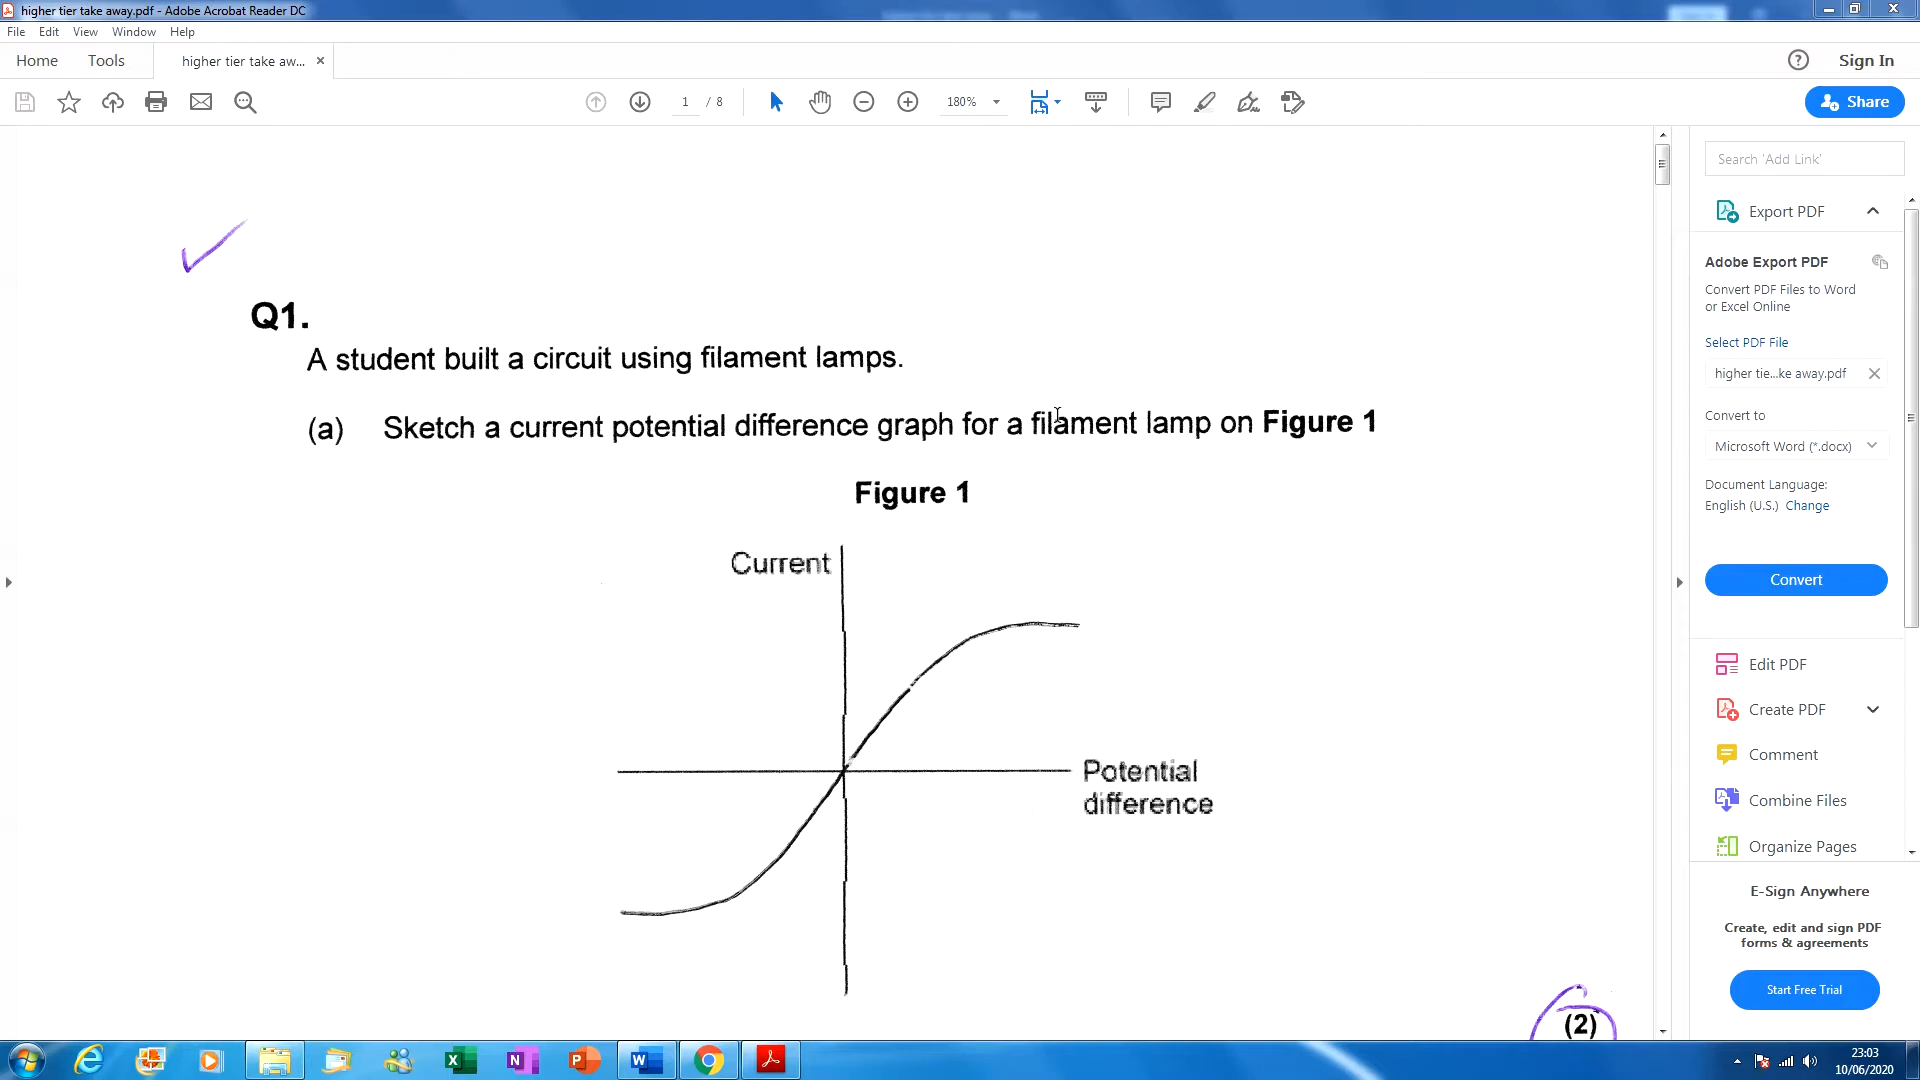 higher tier take away.pdf - Adobe Acrobat Reader DC
File Edit View Window Help
Home Tools higher tier take aw... × Sign In
1 / 8 180% Share
Search 'Add Link'
Export PDF
Adobe Export PDF
Convert PDF Files to Word
or Excel Online
Select PDF File
higher tie...ke away.pdf
Convert to
Microsoft Word (*.docx)
Document Language:
English (U.S.) Change
Convert
Edit PDF
Create PDF
Comment
Combine Files
Organize Pages
E-Sign Anywhere
Create, edit and sign PDF
forms & agreements
Start Free Trial
Q1.
A student built a circuit using filament lamps.
(a) Sketch a current potential difference graph for a filament lamp on Figure 1
Figure 1
Current
Potential
difference
(2)
23:03
10/06/2020